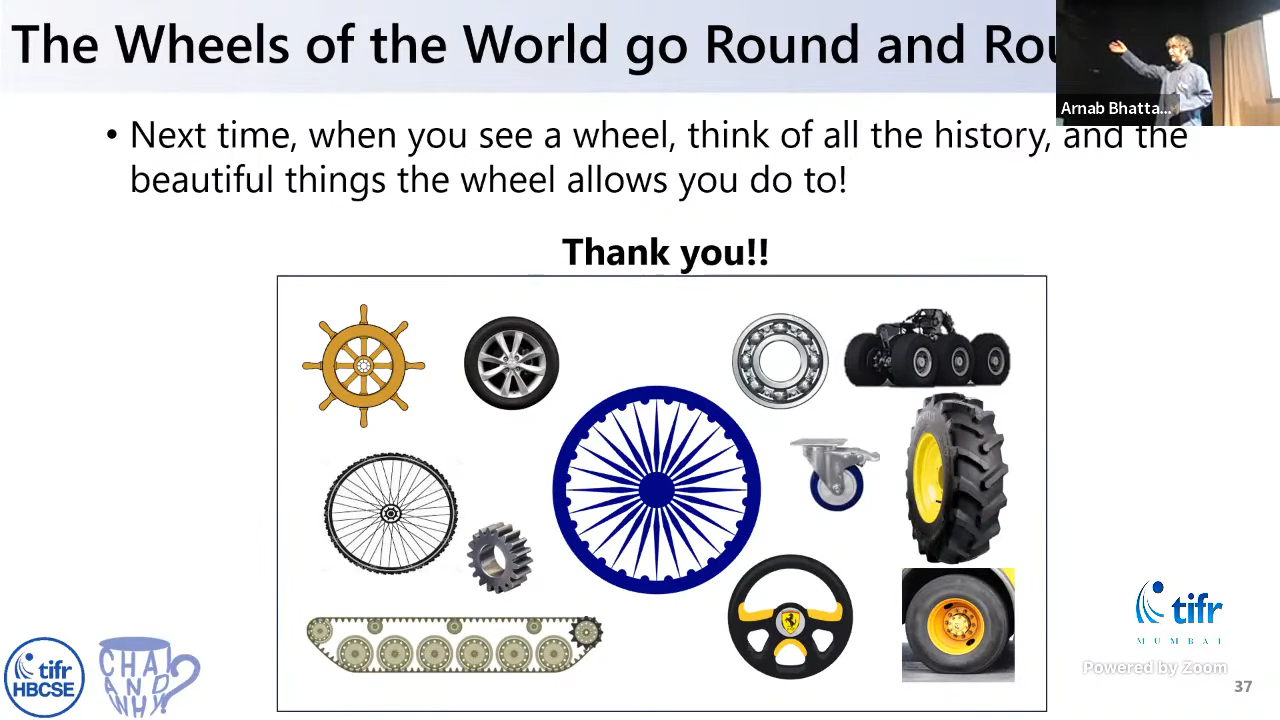 The Wheels of the World go Round and Rou
Arnab Bhatta...
• Next time, when you see a wheel, think of all the history, and the
beautiful things the wheel allows you do to!
Thank you!!
tifr
MUMBAI
Powered by Zoom
tifr
HBCSE
CHAI
AND
WHY?
37